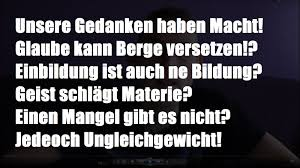 Unsere Gedanken haben Macht!
Glaube kann Berge versetzen!?
Einbildung ist auch ne Bildung?
Geist schlägt Materie?
Einen Mangel gibt es nicht?
Jedeoch Ungleichgewicht!